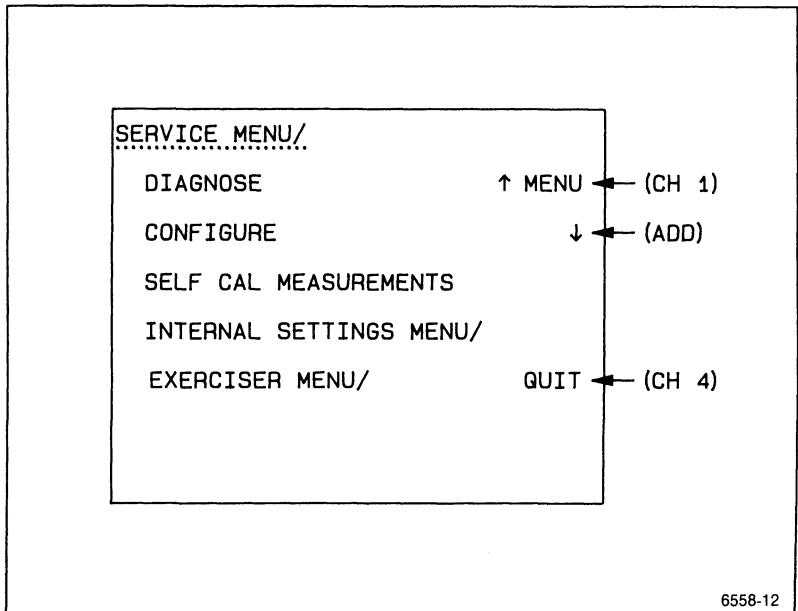 SERVICE MENU/
DIAGNOSE ↑ MENU (CH 1)
CONFIGURE ↓ (ADD)
SELF CAL MEASUREMENTS
INTERNAL SETTINGS MENU/
EXERCISER MENU/ QUIT (CH 4)
6558-12